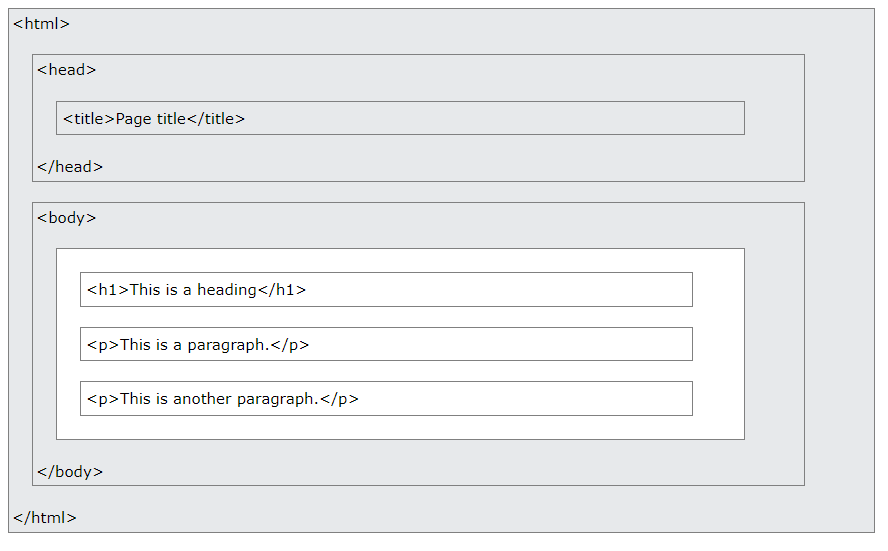 <html>
<head>
<title>Page title</title>
</head>
<body>
<h1>This is a heading</h1>
<p>This is a paragraph.</p>
<p>This is another paragraph.</p>
</body>
</html>